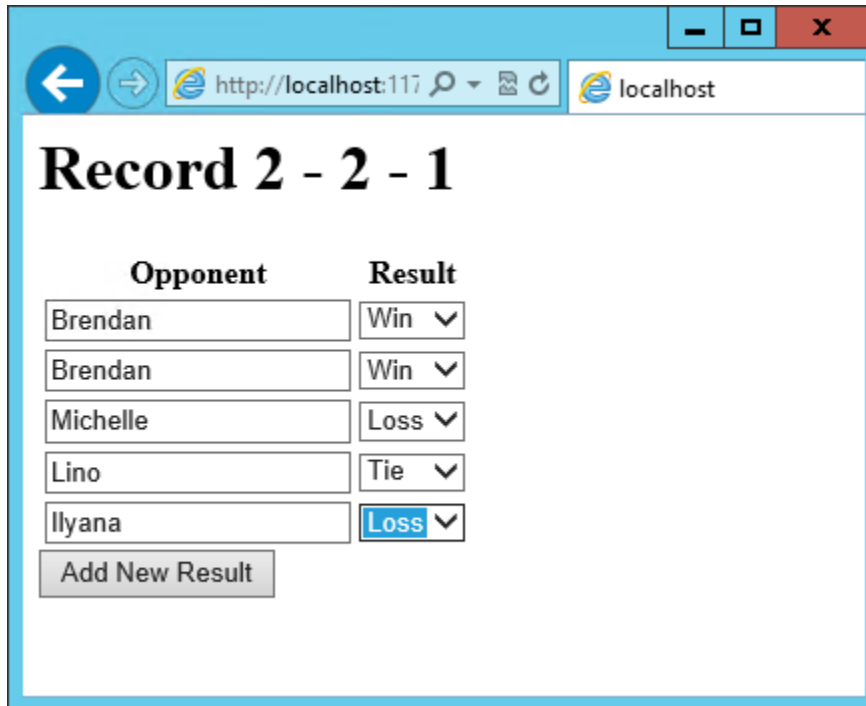 X
http://localhost:117 localhost
Record 2 - 2 - 1
Opponent Result
Brendan Win
Brendan Win
Michelle Loss
Lino Tie
Ilyana Loss
Add New Result